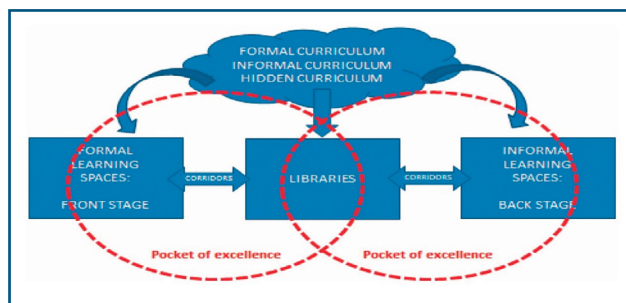 FORMAL CURRICULUM
INFORMAL CURRICULUM
HIDDEN CURRICULUM
FORMAL
LEARNING
SPACES:
FRONT STAGE
CORRIDORS
LIBRARIES
CORRIDORS
INFORMAL
LEARNING
SPACES:
BACK STAGE
Pocket of excellence
Pocket of excellence